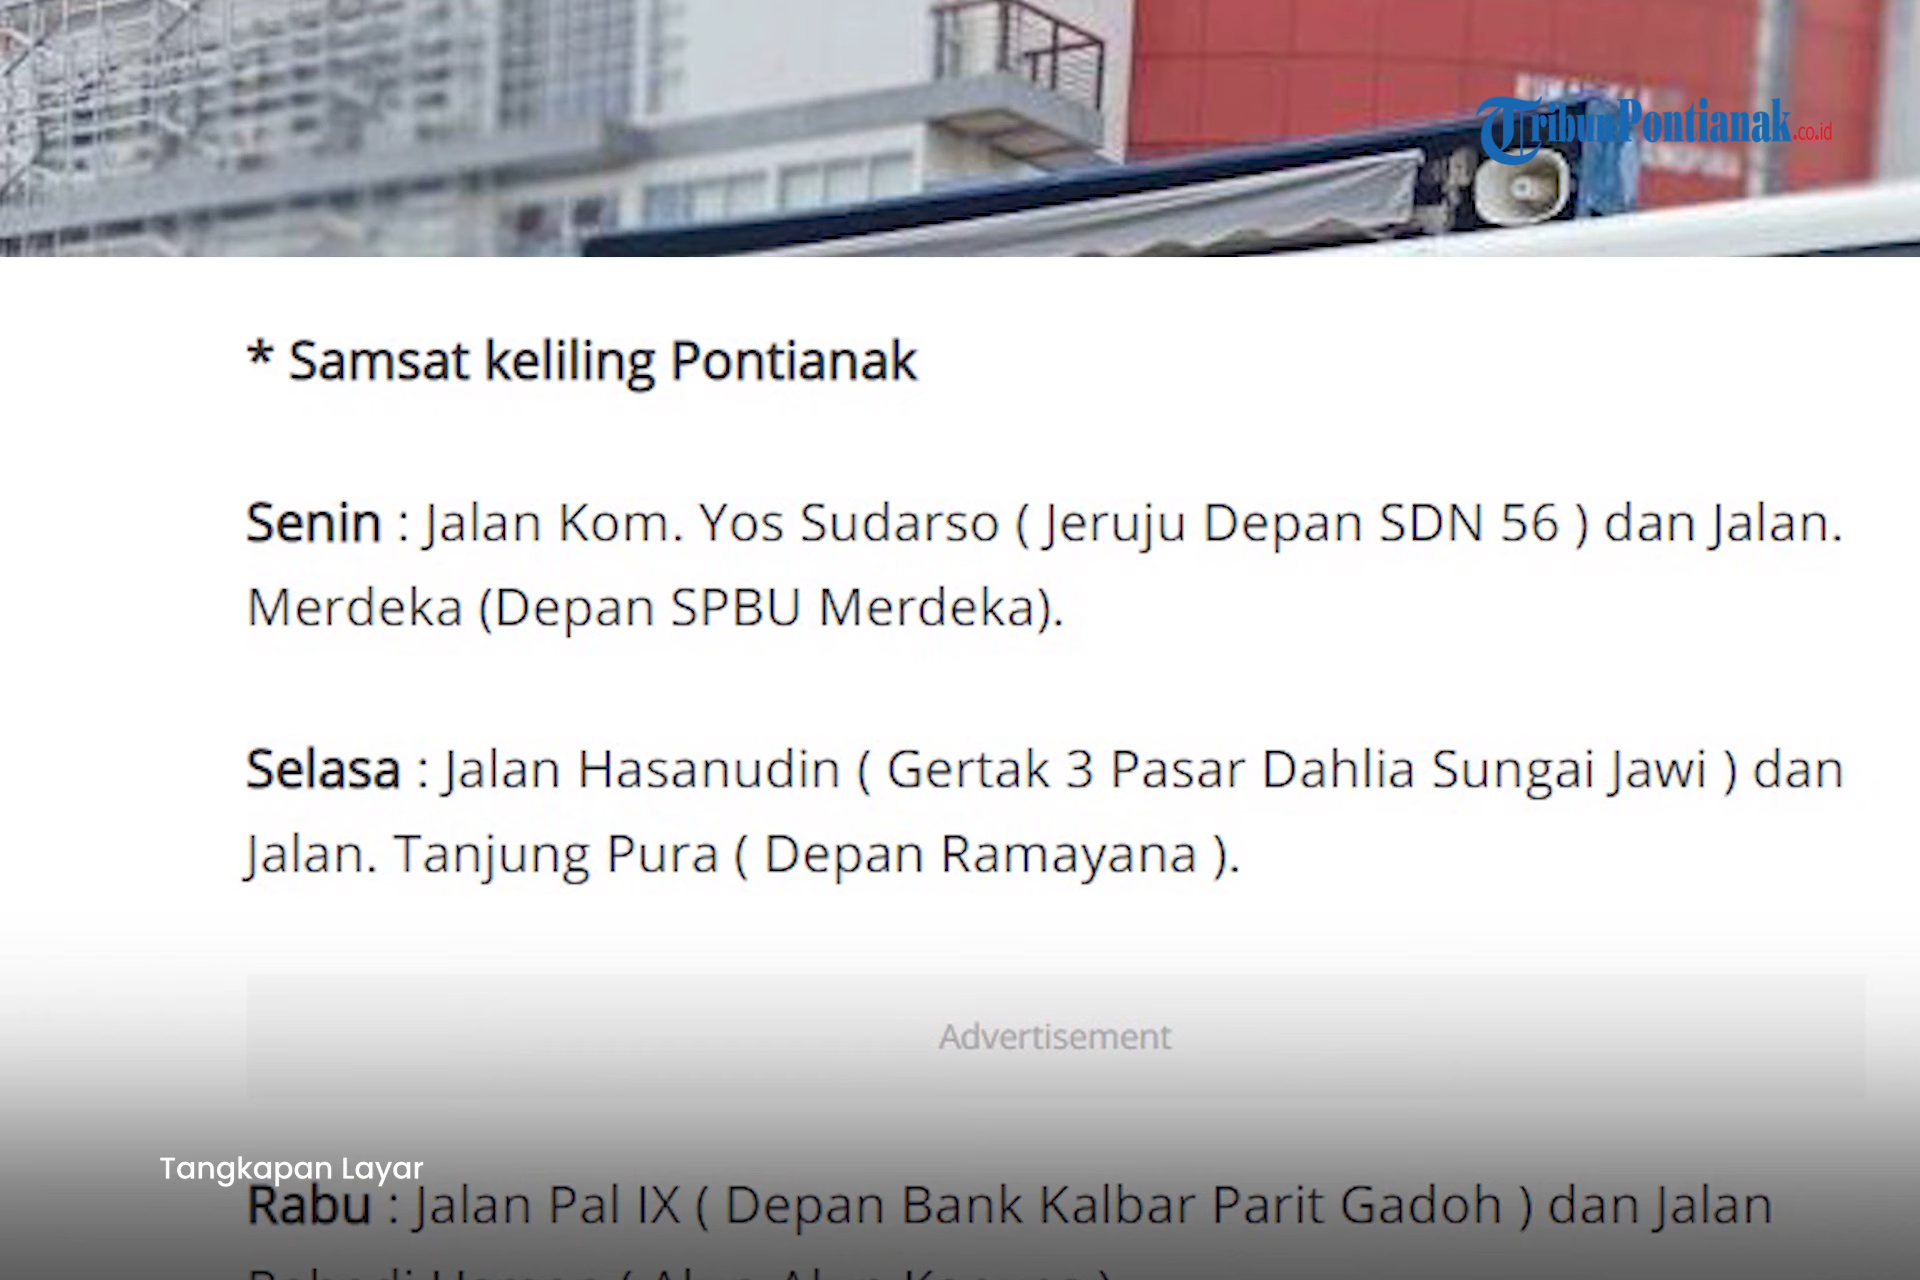 TribunPontianak.co.id
* Samsat keliling Pontianak
Senin : Jalan Kom. Yos Sudarso ( Jeruju Depan SDN 56 ) dan Jalan.
Merdeka (Depan SPBU Merdeka).
Selasa : Jalan Hasanudin ( Gertak 3 Pasar Dahlia Sungai Jawi ) dan
Jalan. Tanjung Pura ( Depan Ramayana ).
Advertisement
Tangkapan Layar
Rabu : Jalan Pal IX ( Depan Bank Kalbar Parit Gadoh ) dan Jalan